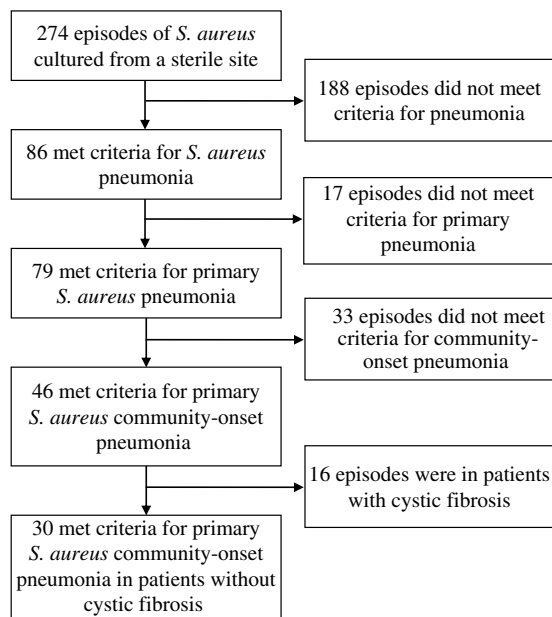 274 episodes of S. aureus
cultured from a sterile site
188 episodes did not meet
criteria for pneumonia
86 met criteria for S. aureus
pneumonia
17 episodes did not meet
criteria for primary
pneumonia
79 met criteria for primary
S. aureus pneumonia
33 episodes did not meet
criteria for community-
onset pneumonia
46 met criteria for primary
S. aureus community-onset
pneumonia
16 episodes were in patients
with cystic fibrosis
30 met criteria for primary
S. aureus community-onset
pneumonia in patients without
cystic fibrosis